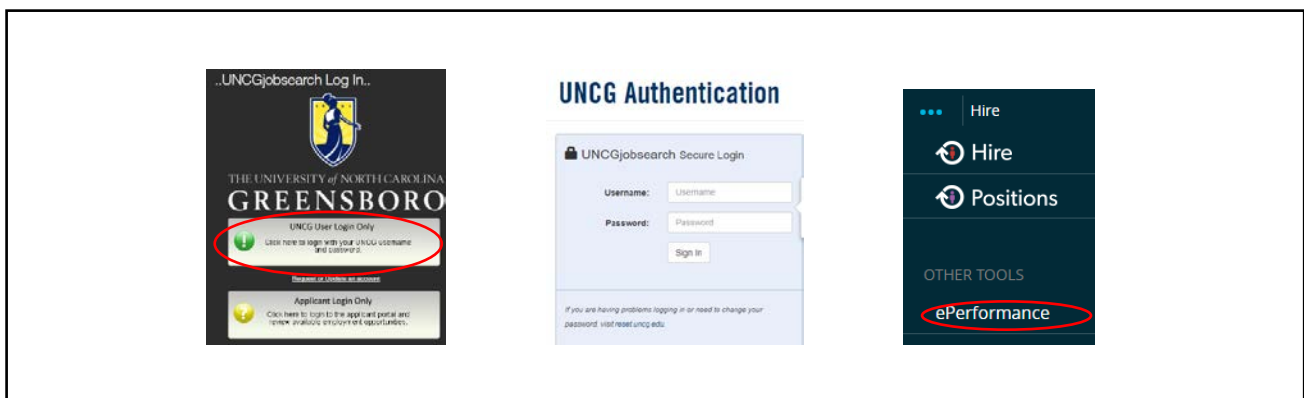 ..UNCGjobsearch Log In..
THE UNIVERSITY of NORTH CAROLINA
GREENSBORO
UNCG User Login Only
Click here to login with your UNCG username
and password.
Request or Update an account
Applicant Login Only
Click here to login to the applicant portal and
review available employment opportunities.
UNCG Authentication
UNCGjobsearch Secure Login
Username:
Username
Password:
Password
Sign In
If you are having problems logging in or need to change your
password, visit reset.uncg.edu.
••• Hire
Hire
Positions
OTHER TOOLS
ePerformance